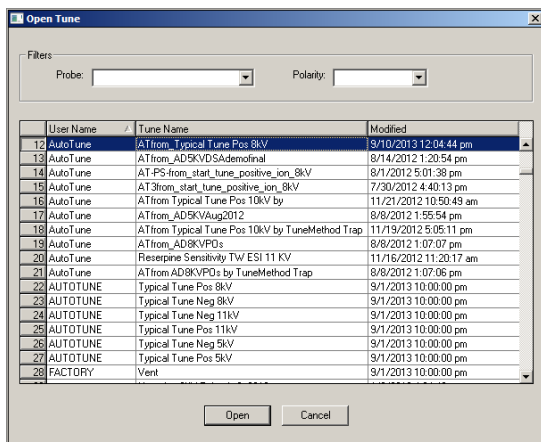 Open Tune
Filters
Probe: Polarity:
User Name Tune Name Modified
12 AutoTune ATfrom_Typical Tune Pos 8kV 9/10/2013 12:04:44 pm
13 AutoTune ATfrom_AD5KVDSAdemofinal 8/14/2012 1:20:54 pm
14 AutoTune AT-PS-from_start_tune_positive_ion_8kV 8/1/2012 5:01:38 pm
15 AutoTune AT3from_start_tune_positive_ion_8kV 7/30/2012 4:40:13 pm
16 AutoTune ATfrom Typical Tune Pos 10kV by 11/21/2012 10:50:49 am
17 AutoTune ATfrom_AD5KVAug2012 8/8/2012 1:55:54 pm
18 AutoTune ATfrom Typical Tune Pos 10kV by TuneMethod Trap 11/19/2012 5:05:11 pm
19 AutoTune ATfrom_AD8KVPOs 8/8/2012 1:07:07 pm
20 AutoTune Reserpine Sensitivity TW ESI 11 KV 11/16/2012 11:20:17 am
21 AutoTune ATfrom AD8KVPOs by TuneMethod Trap 8/8/2012 1:07:06 pm
22 AUTOTUNE Typical Tune Pos 8kV 9/1/2013 10:00:00 pm
23 AUTOTUNE Typical Tune Neg 8kV 9/1/2013 10:00:00 pm
24 AUTOTUNE Typical Tune Neg 11kV 9/1/2013 10:00:00 pm
25 AUTOTUNE Typical Tune Pos 11kV 9/1/2013 10:00:00 pm
26 AUTOTUNE Typical Tune Neg 5kV 9/1/2013 10:00:00 pm
27 AUTOTUNE Typical Tune Pos 5kV 9/1/2013 10:00:00 pm
28 FACTORY Vent 9/1/2013 10:00:00 pm
Open Cancel